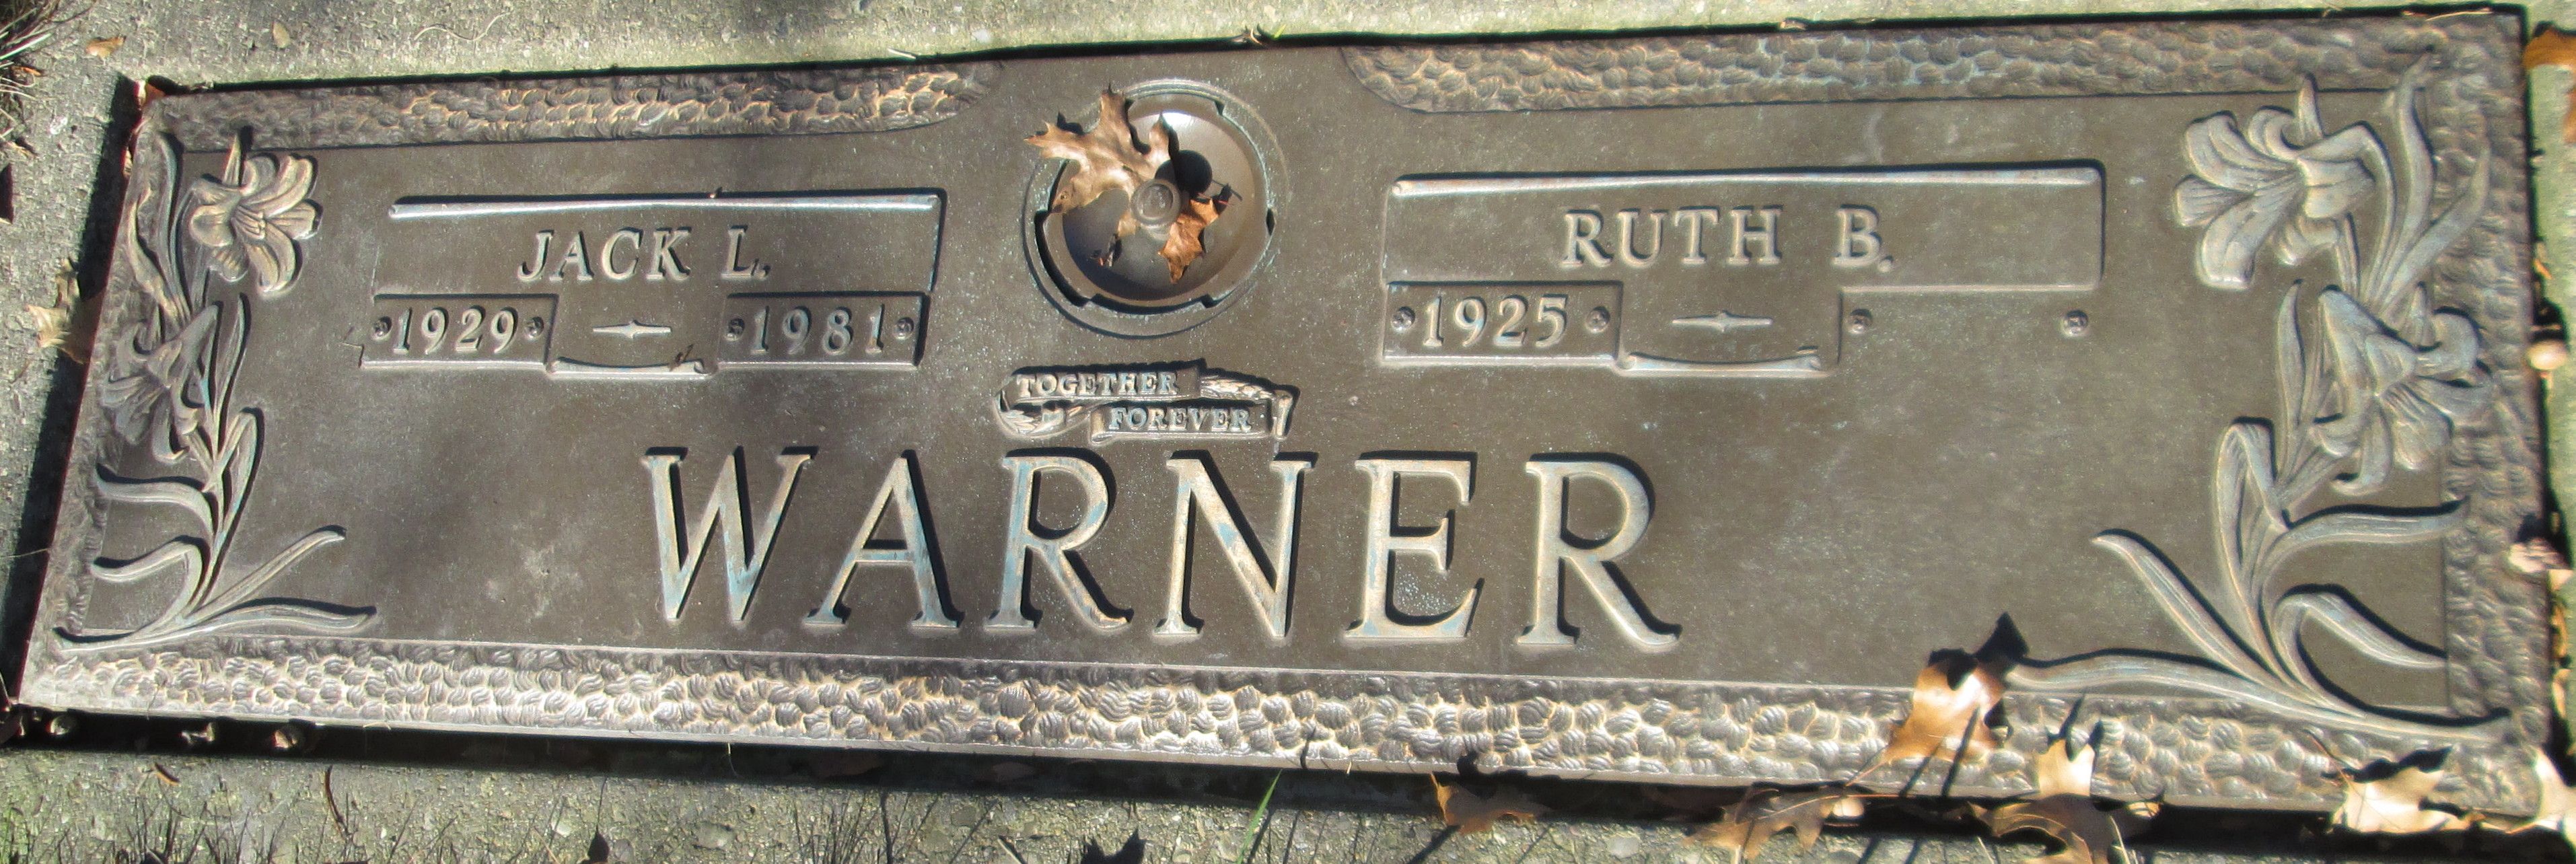 JACK L.
1929 - 1981
RUTH B.
1925 -
TOGETHER
FOREVER
WARNER